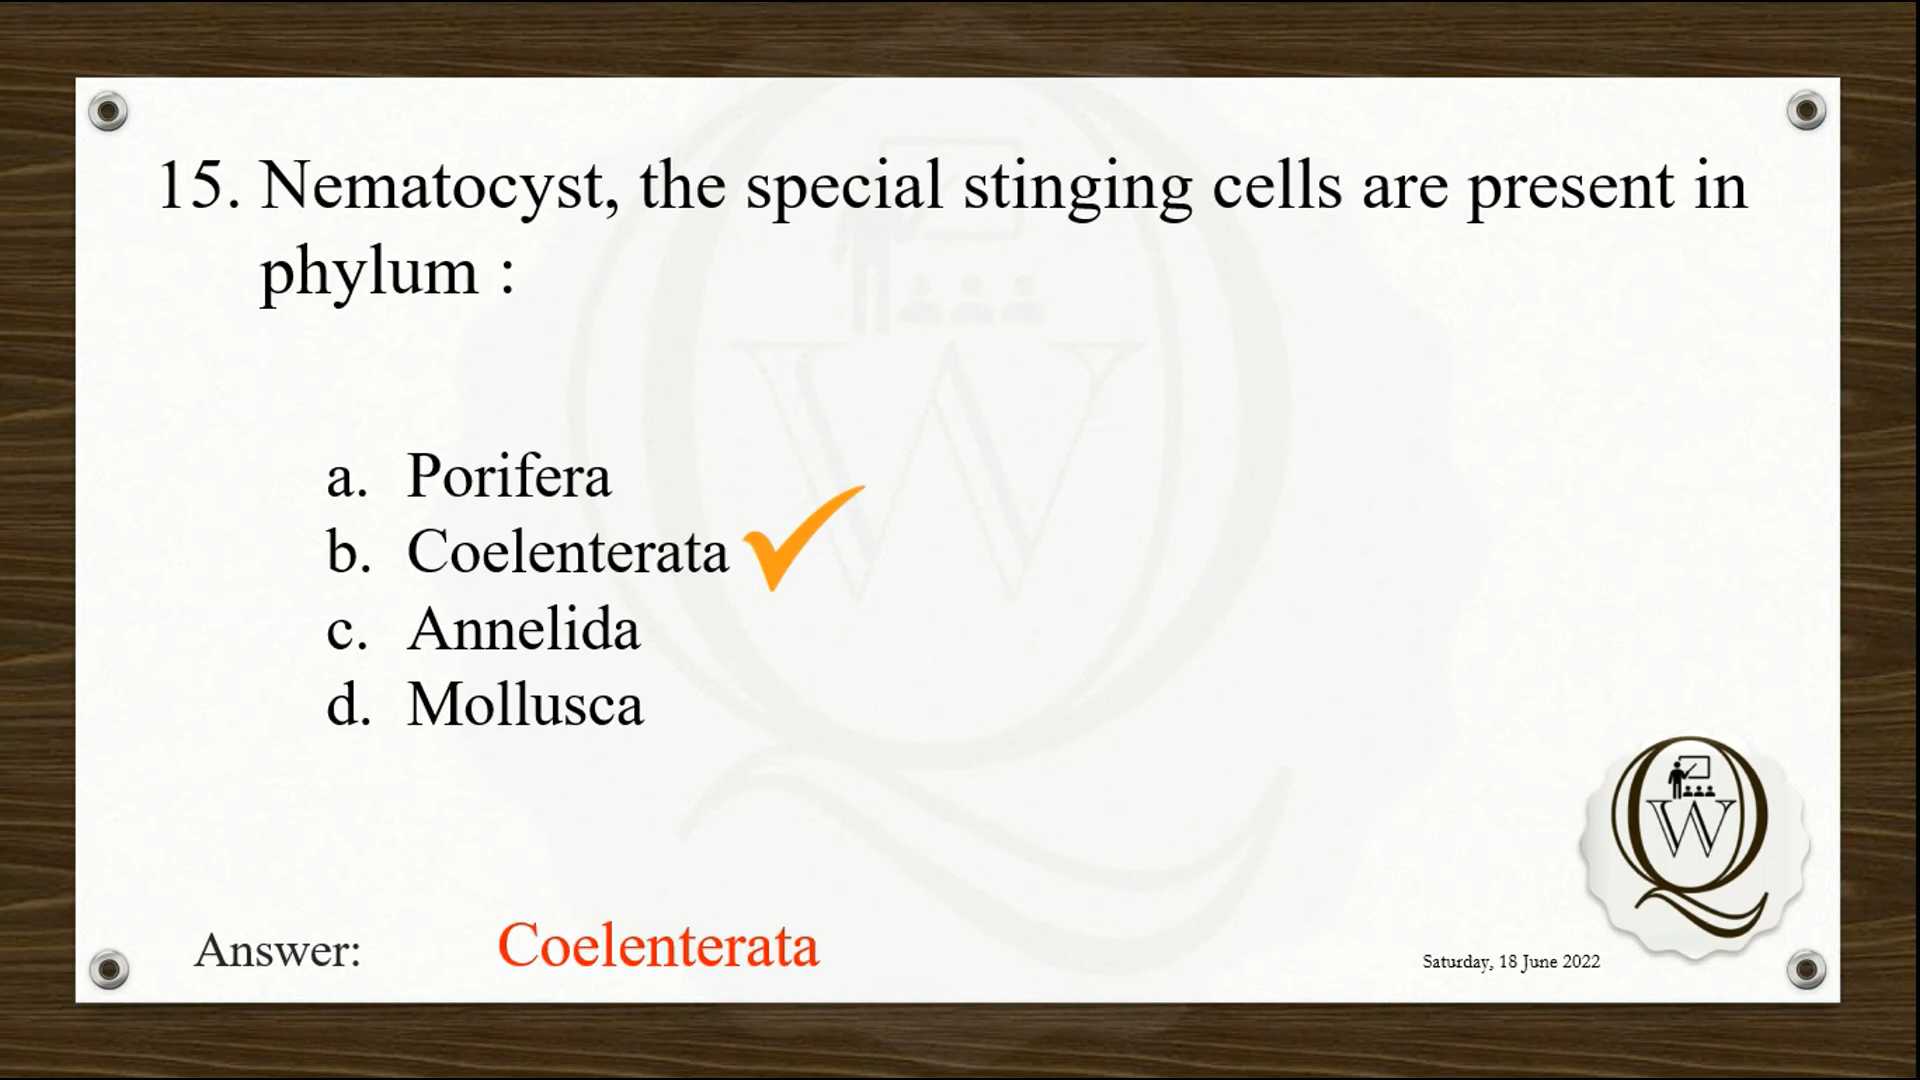 15. Nematocyst, the special stinging cells are present in
phylum :
a. Porifera
b. Coelenterata
c. Annelida
d. Mollusca
Answer: Coelenterata
Saturday, 18 June 2022
QW